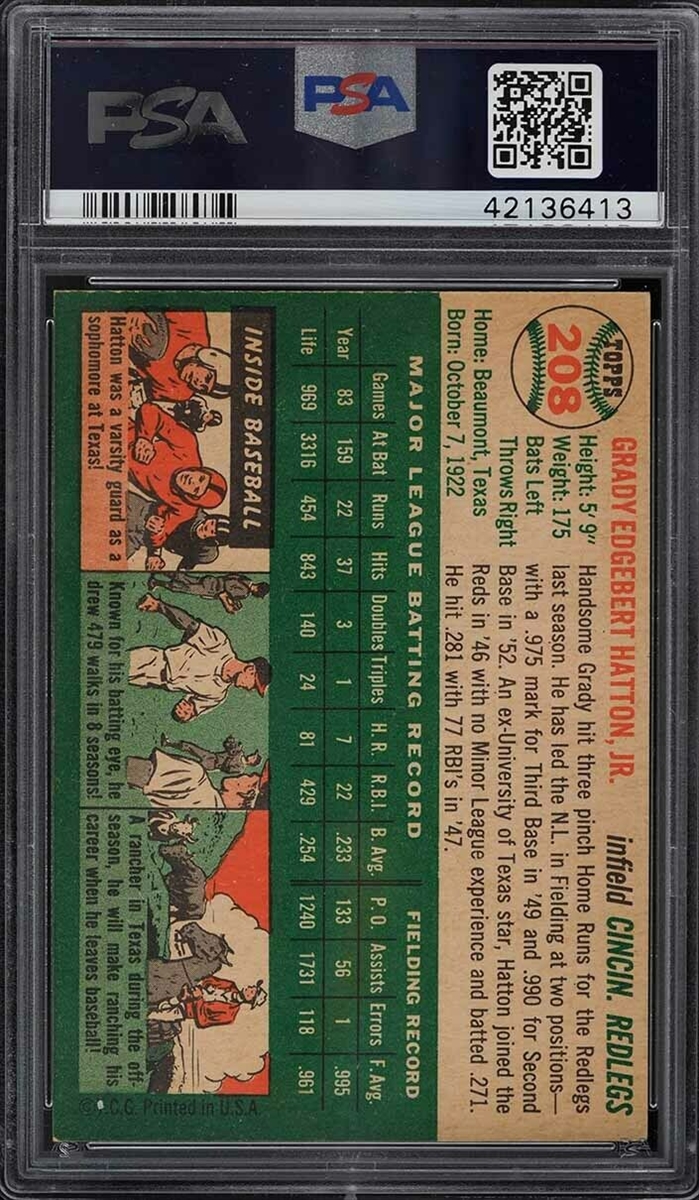 PSA
PSA
42136413
TOPPS
208
GRADY EDGEBERT HATTON, JR.
infield CINCIN. REDLEGS
Height: 5' 9"
Weight: 175
Bats Left
Throws Right
Home: Beaumont, Texas
Born: October 7, 1922
Handsome Grady hit three pinch Home Runs for the Redlegs
last season. He has led the N.L. in Fielding at two positions—
with a .975 mark for Third Base in '49 and .990 for Second
Base in '52. An ex-University of Texas star, Hatton joined the
Reds in '46 with no Minor League experience and batted .271.
He hit .281 with 77 RBI's in '47.
MAJOR LEAGUE BATTING RECORD FIELDING RECORD
Games At Bat Runs Hits Doubles Triples H.R. R.B.I. B. Avg. P.O. Assists Errors F. Avg.
Year 83 159 22 37 3 1 7 22 .233 133 56 1 .995
Life 969 3316 454 843 140 24 81 429 .254 1240 1731 118 .961
INSIDE BASEBALL
Hatton was a varsity guard as a
sophomore at Texas!
Known for his batting eye, he
drew 479 walks in 8 seasons!
A rancher in Texas during the off-
season, he will make ranching his
career when he leaves baseball!
©T.C.G. Printed in U.S.A.